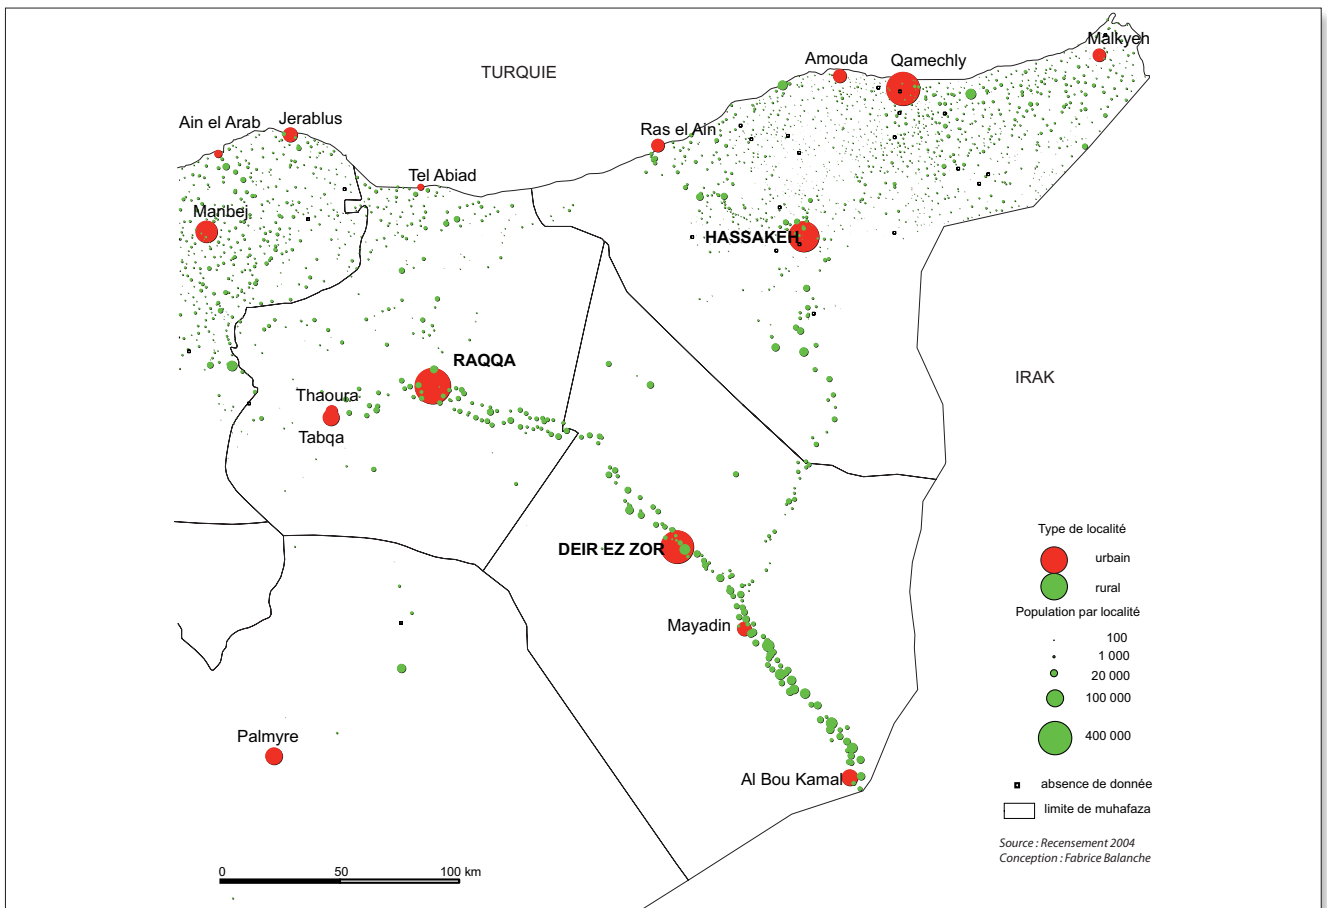 TURQUIE
Malkyeh
Amouda
Qamechly
Ain el Arab
Jerablus
Ras el Ain
Tel Abiad
Manbej
HASSAKEH
RAQQA
IRAK
Thaoura
Tabqa
DEIR EZ ZOR
Mayadin
Palmyre
Al Bou Kamal
Type de localité
urbain
rural
Population par localité
100
1 000
20 000
100 000
400 000
absence de donnée
limite de muhafaza
Source : Recensement 2004
Conception : Fabrice Balanche
0 50 100 km